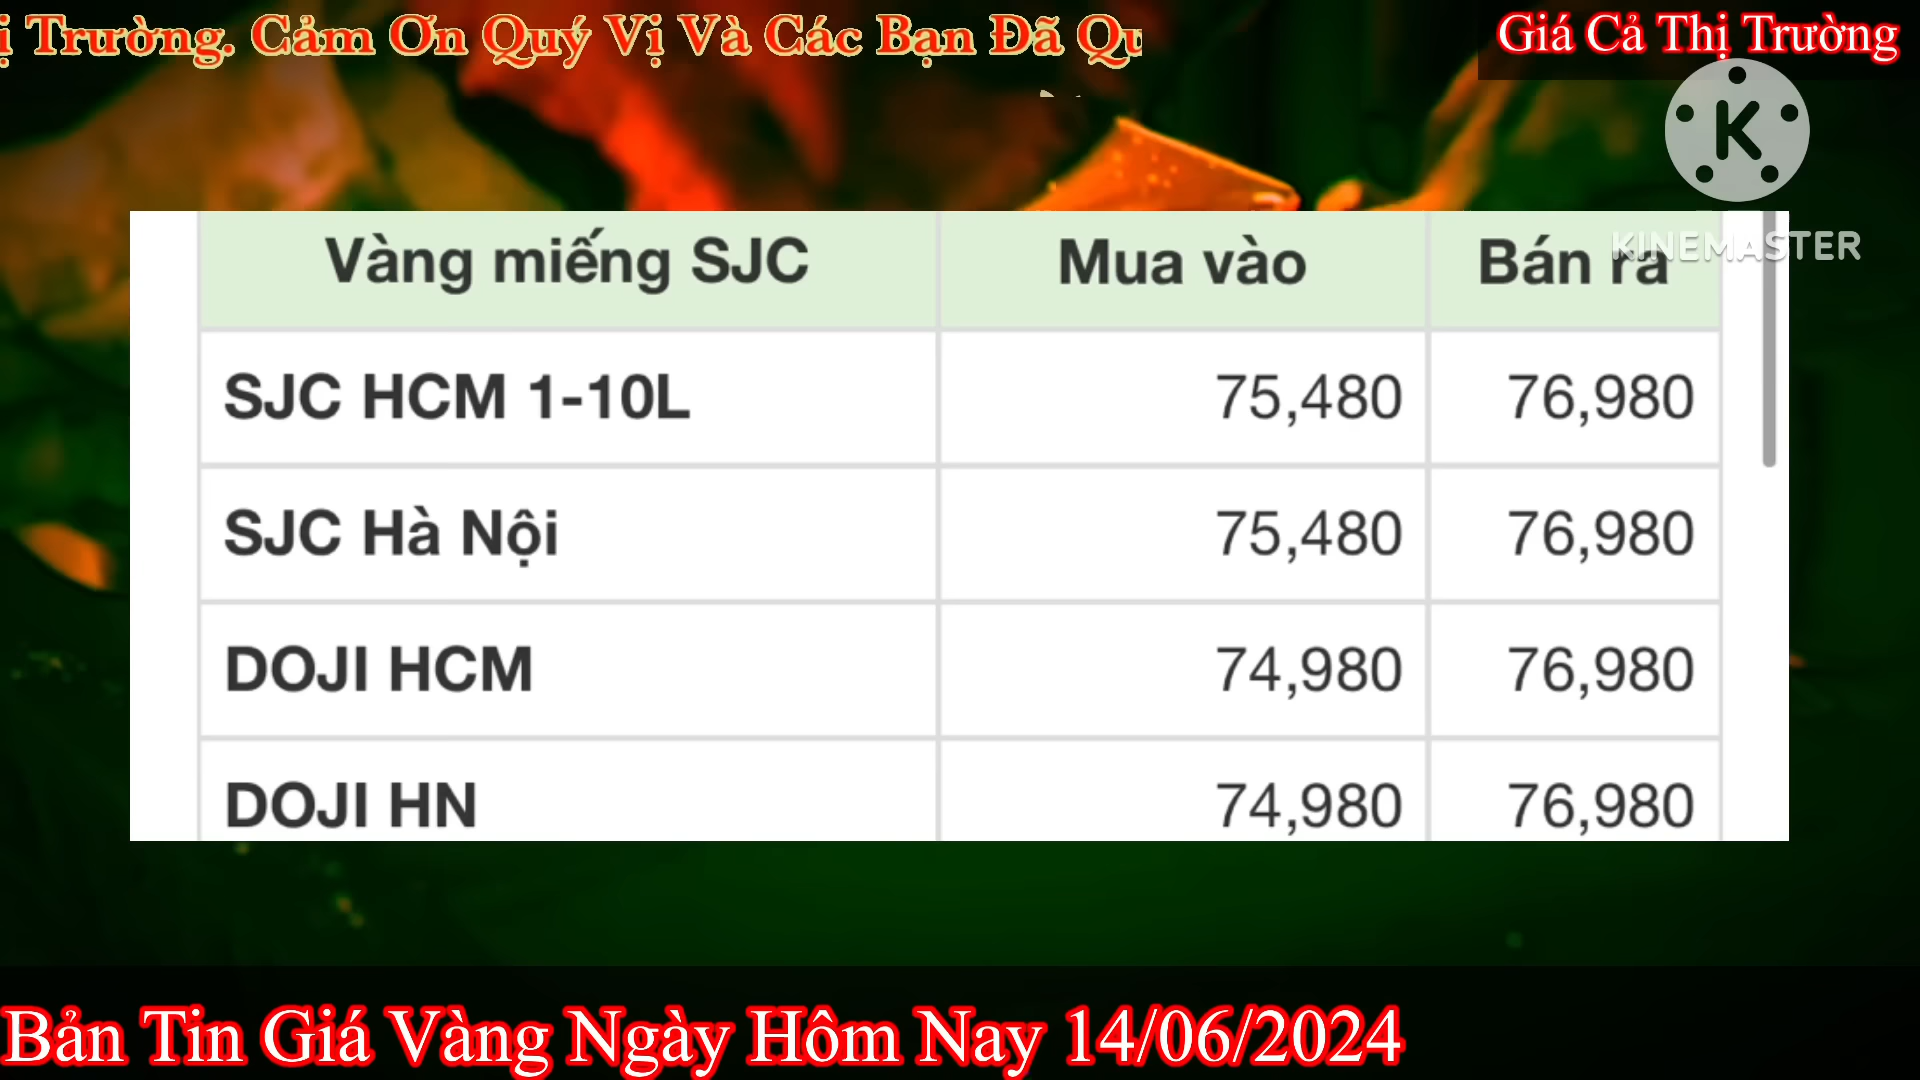 Trường. Cảm Ơn Quý Vị Và Các Bạn Đã
Giá Cả Thị Trường
K
KINEMASTER
Vàng miếng SJC Mua vào Bán ra
SJC HCM 1-10L 75,480 76,980
SJC Hà Nội 75,480 76,980
DOJI HCM 74,980 76,980
DOJI HN 74,980 76,980
Bản Tin Giá Vàng Ngày Hôm Nay 14/06/2024